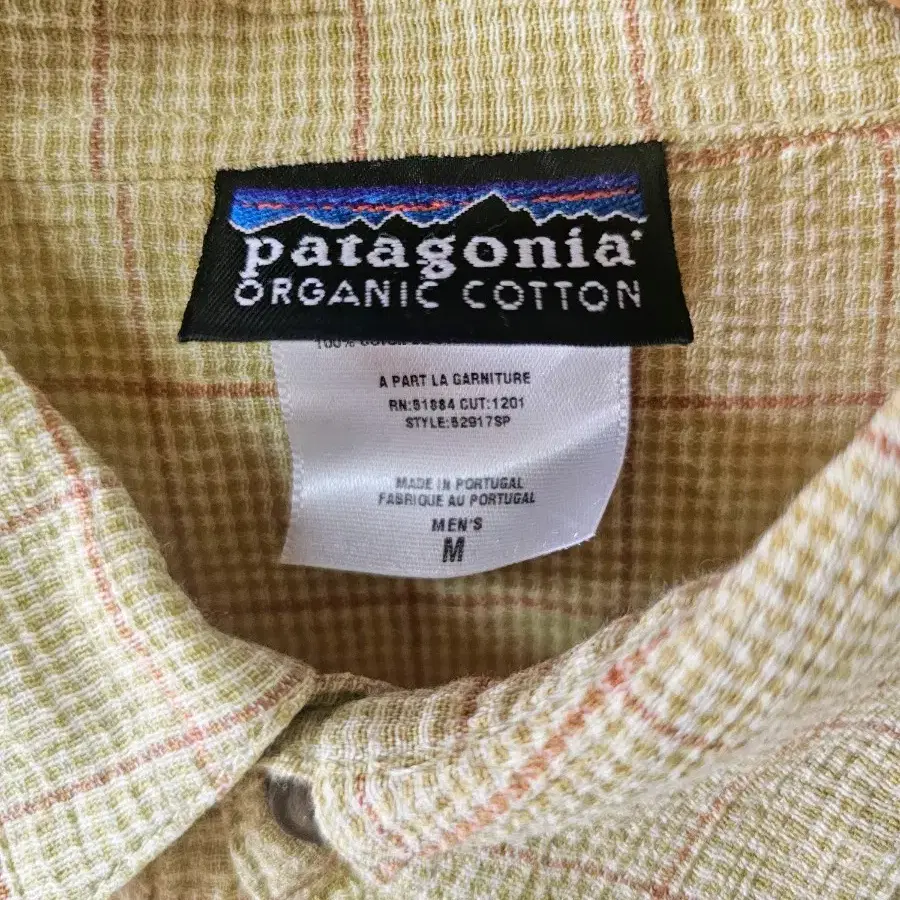 patagonia®
ORGANIC COTTON
100%
A PART LA GARNITURE
RN:51884 CUT:1201
STYLE:52917SP
MADE IN PORTUGAL
FABRIQUE AU PORTUGAL
MEN'S
M